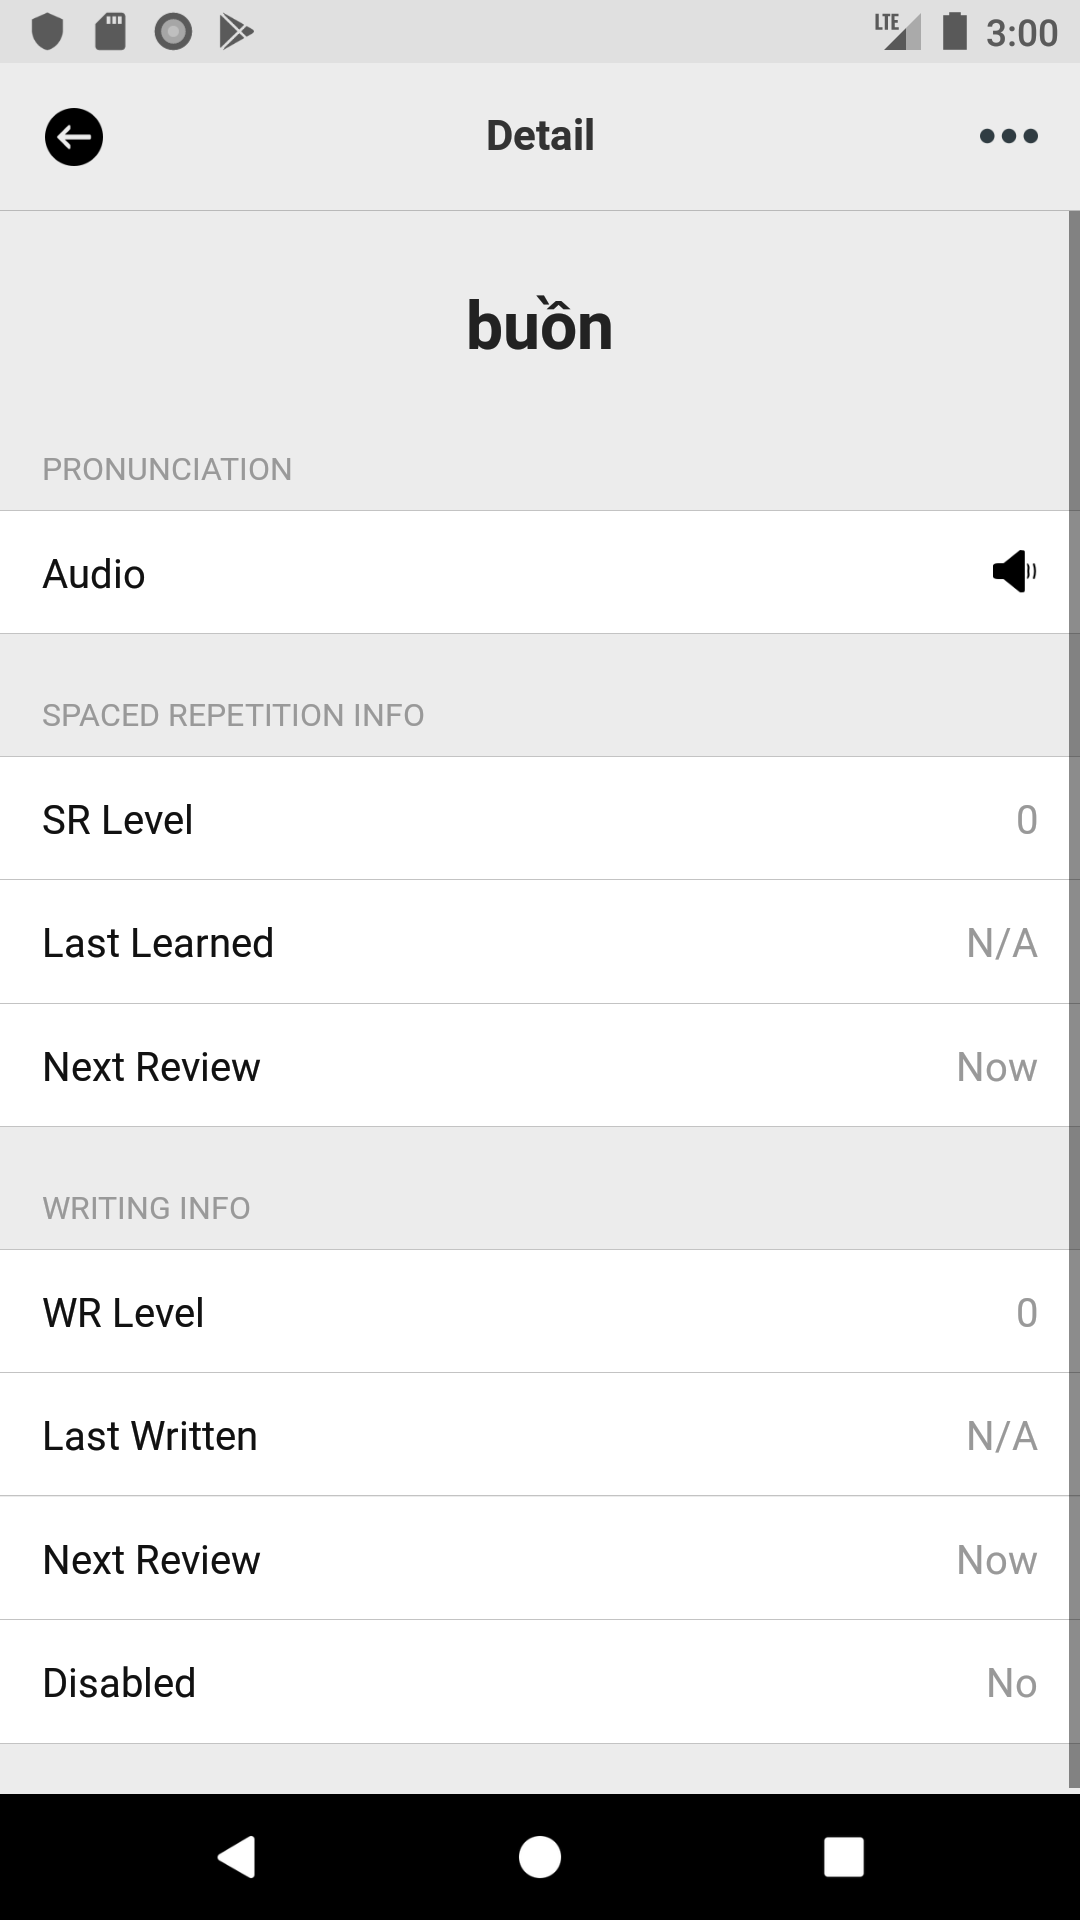 LTE 3:00
Detail
buồn
PRONUNCIATION
Audio
SPACED REPETITION INFO
SR Level 0
Last Learned N/A
Next Review Now
WRITING INFO
WR Level 0
Last Written N/A
Next Review Now
Disabled No